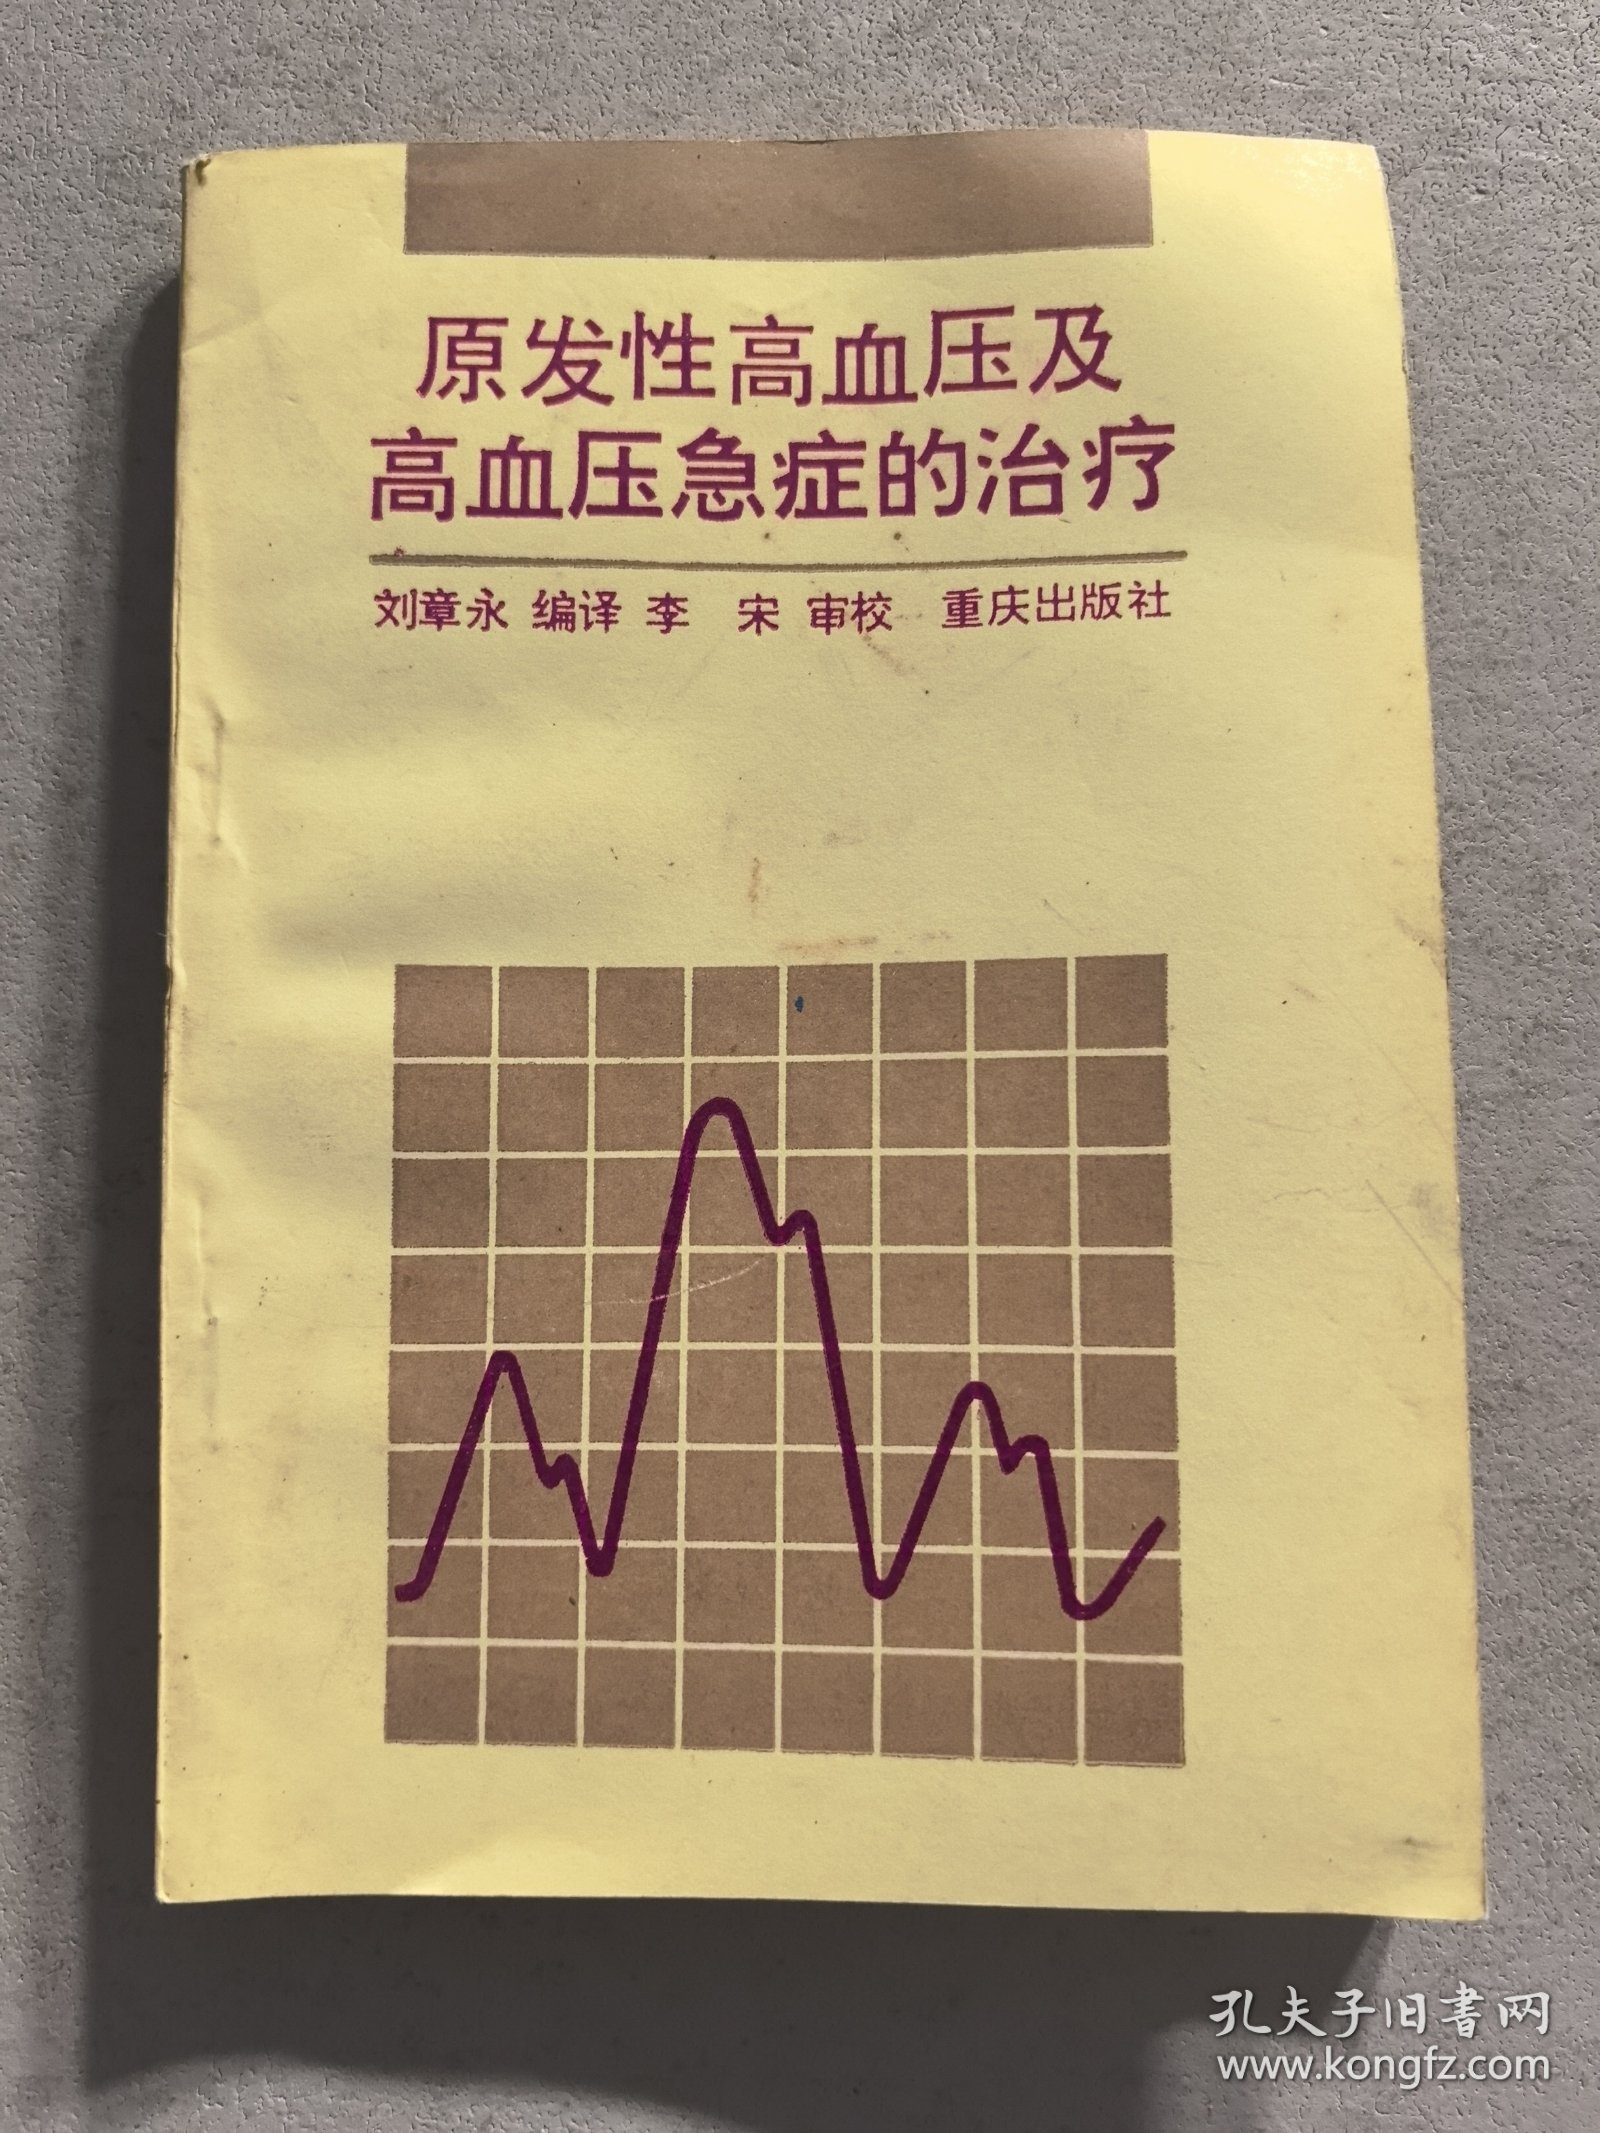 原发性高血压及
高血压急症的治疗
刘章永 编译 李 宋 审校 重庆出版社
孔夫子旧书网
www.kongfz.com